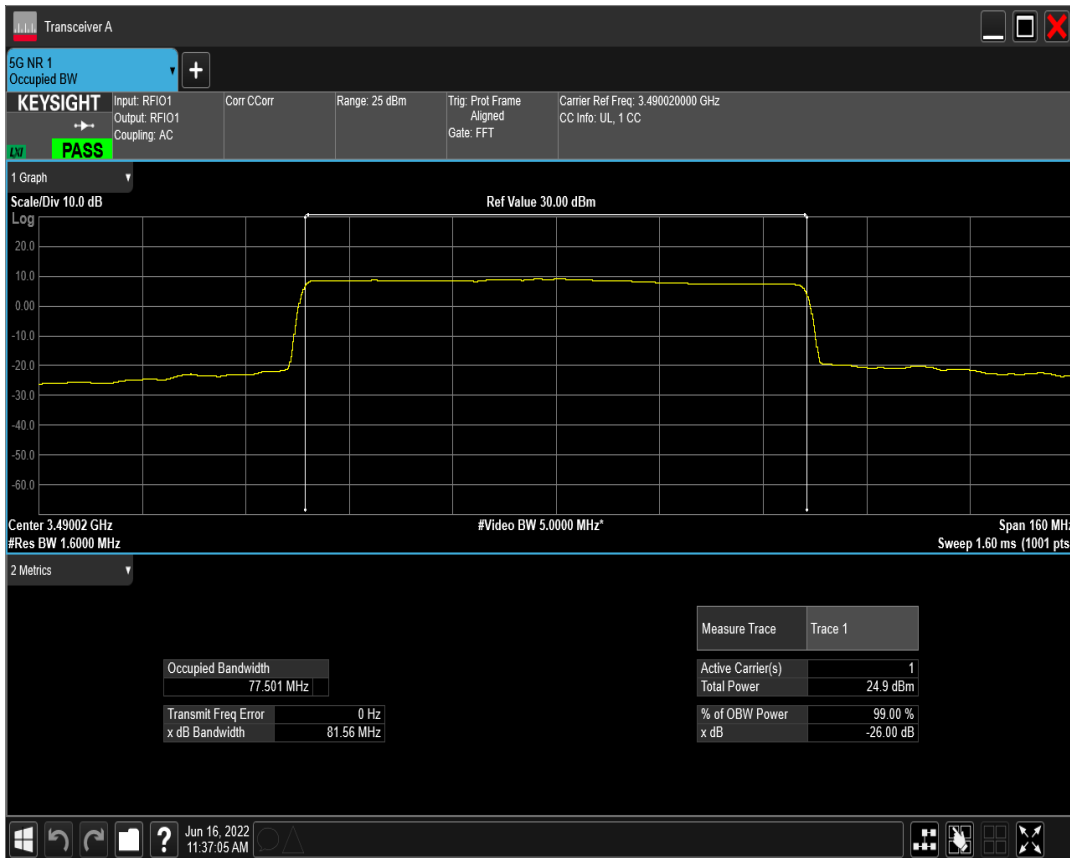 Transceiver A
5G NR 1
Occupied BW
KEYSIGHT
LXI
PASS
Input: RFIO1
Output: RFIO1
Coupling: AC
Corr CCorr
Range: 25 dBm
Trig: Prot Frame
Aligned
Gate: FFT
Carrier Ref Freq: 3.490020000 GHz
CC Info: UL, 1 CC
1 Graph
Scale/Div 10.0 dB
Ref Value 30.00 dBm
Log
20.0
10.0
0.00
-10.0
-20.0
-30.0
-40.0
-50.0
-60.0
Center 3.49002 GHz
#Video BW 5.0000 MHz*
Span 160 MHz
#Res BW 1.6000 MHz
Sweep 1.60 ms (1001 pts
2 Metrics
Measure Trace Trace 1
Occupied Bandwidth
77.501 MHz
Active Carrier(s) 1
Total Power 24.9 dBm
Transmit Freq Error 0 Hz
x dB Bandwidth 81.56 MHz
% of OBW Power 99.00 %
x dB -26.00 dB
?
Jun 16, 2022
11:37:05 AM